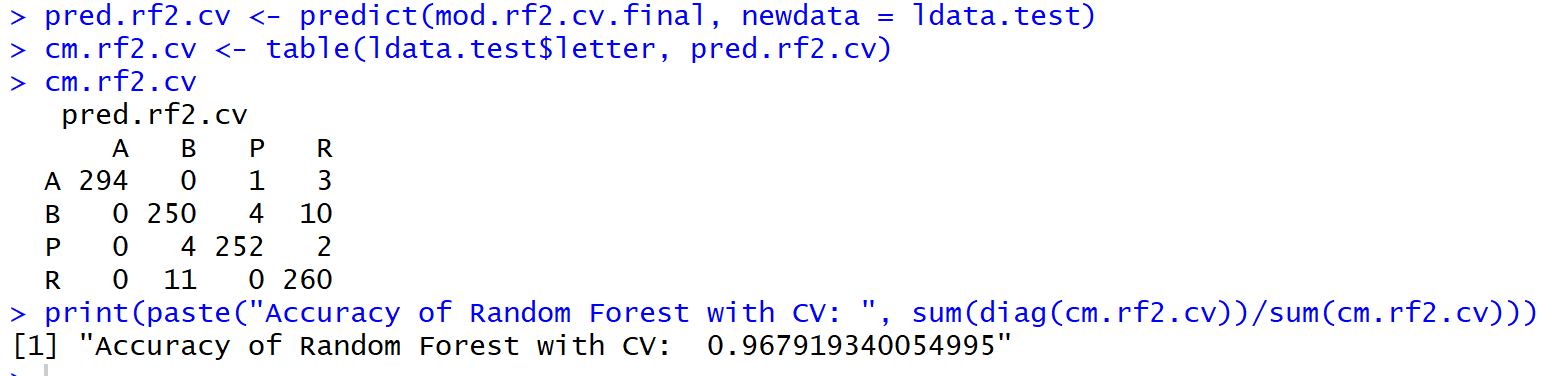 > pred.rf2.cv <- predict(mod.rf2.cv.final, newdata = ldata.test)
> cm.rf2.cv <- table(ldata.test$letter, pred.rf2.cv)
> cm.rf2.cv
   pred.rf2.cv
      A   B   P   R
  A 294   0   1   3
  B   0 250   4  10
  P   0   4 252   2
  R   0  11   0 260
> print(paste("Accuracy of Random Forest with CV: ", sum(diag(cm.rf2.cv))/sum(cm.rf2.cv)))
[1] "Accuracy of Random Forest with CV:  0.967919340054995"
>